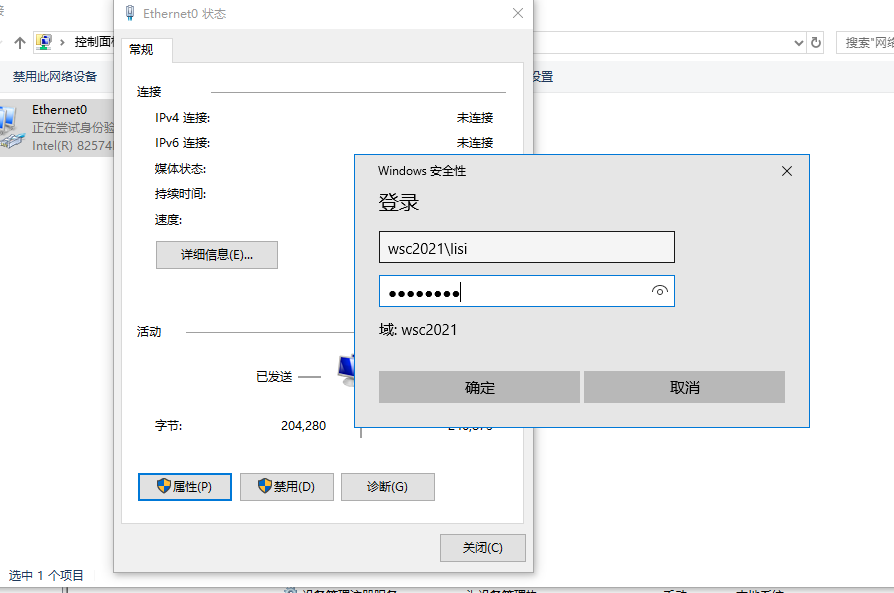 Ethernet0 状态
控制面
搜索"网络
禁用此网络设备
设置
常规
Ethernet0
正在尝试身份验
Intel(R) 82574
连接
IPv4 连接:
未连接
IPv6 连接:
未连接
媒体状态:
持续时间:
速度:
详细信息(E)...
Windows 安全性
登录
wsc2021\lisi
●●●●●●●●
域: wsc2021
确定
取消
活动
已发送
字节:
204,280
属性(P)
禁用(D)
诊断(G)
关闭(C)
选中 1 个项目